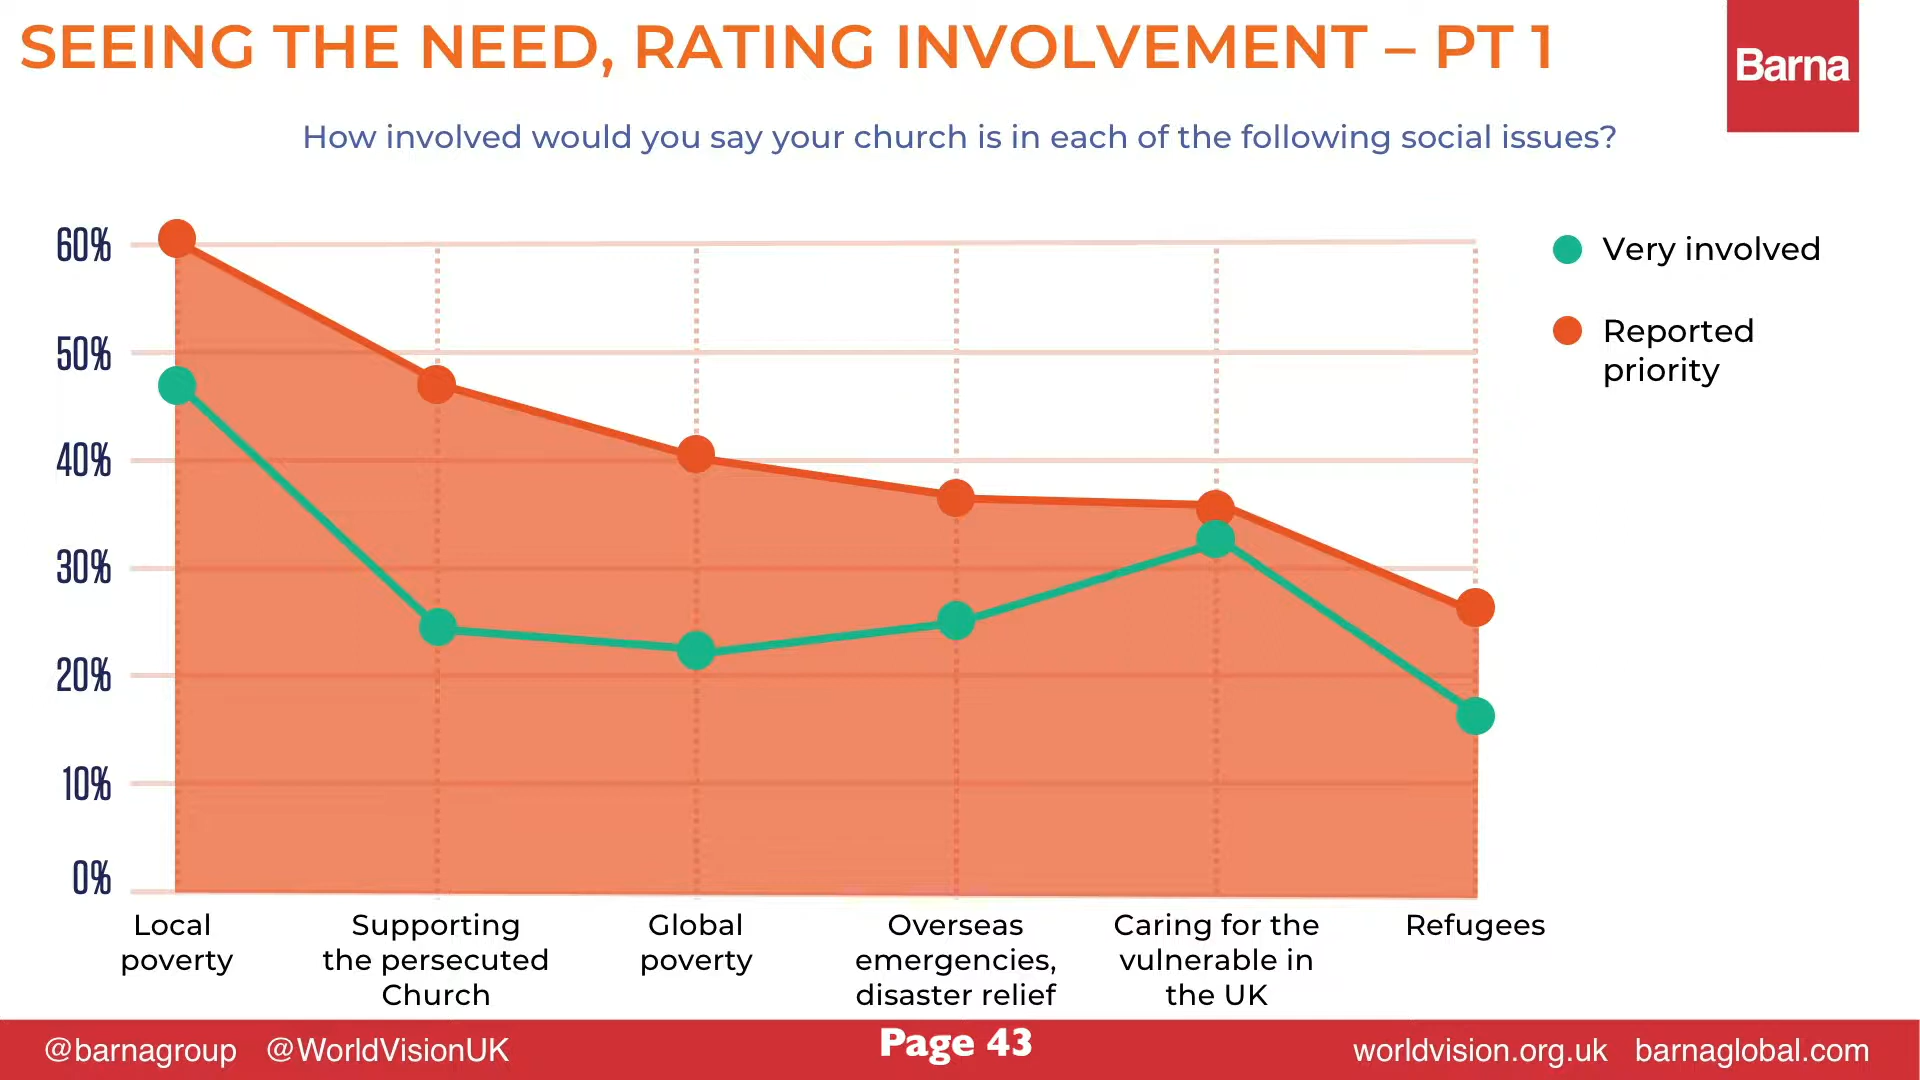 SEEING THE NEED, RATING INVOLVEMENT – PT 1
Barna
How involved would you say your church is in each of the following social issues?
60%
50%
40%
30%
20%
10%
0%
Very involved
Reported
priority
Local
poverty
Supporting
the persecuted
Church
Global
poverty
Overseas
emergencies,
disaster relief
Caring for the
vulnerable in
the UK
Refugees
@barnagroup @WorldVisionUK
Page 43
worldvision.org.uk barnaglobal.com